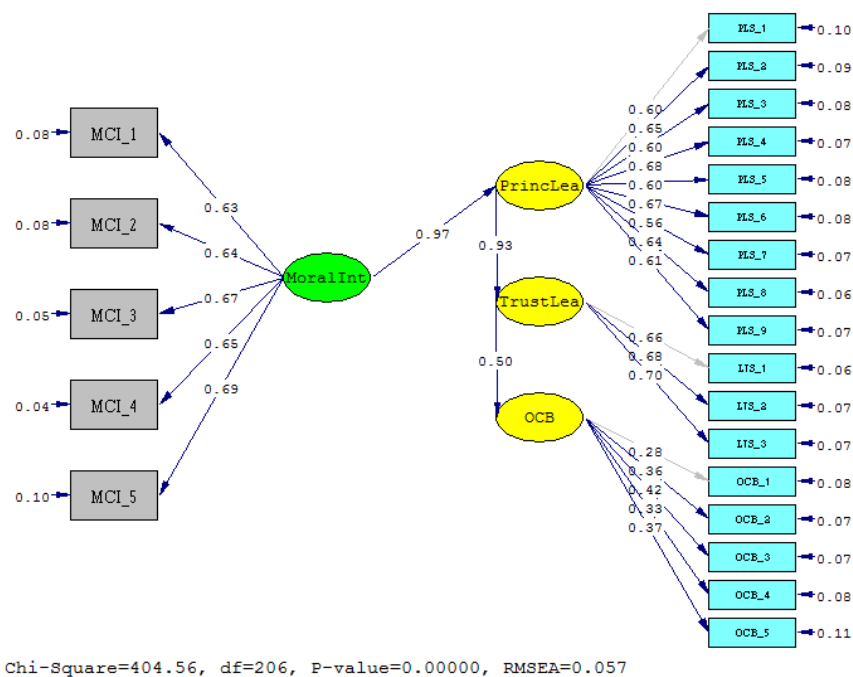 PLS_1
0.10
PLS_2
0.09
PLS_3
0.08
PLS_4
0.07
PLS_5
0.08
PLS_6
0.08
PLS_7
0.07
PLS_8
0.06
PLS_9
0.07
LTS_1
0.06
LTS_2
0.07
LTS_3
0.07
OCB_1
0.08
OCB_2
0.07
OCB_3
0.07
OCB_4
0.08
OCB_5
0.11
0.08
MCI_1
0.08
MCI_2
0.05
MCI_3
0.04
MCI_4
0.10
MCI_5
0.63
0.64
0.67
0.65
0.69
MoralInt
0.97
PrincLea
0.93
TrustLea
0.50
OCB
0.60
0.65
0.60
0.68
0.60
0.67
0.56
0.64
0.61
0.66
0.68
0.70
0.28
0.36
0.42
0.33
0.37
Chi-Square=404.56, df=206, P-value=0.00000, RMSEA=0.057